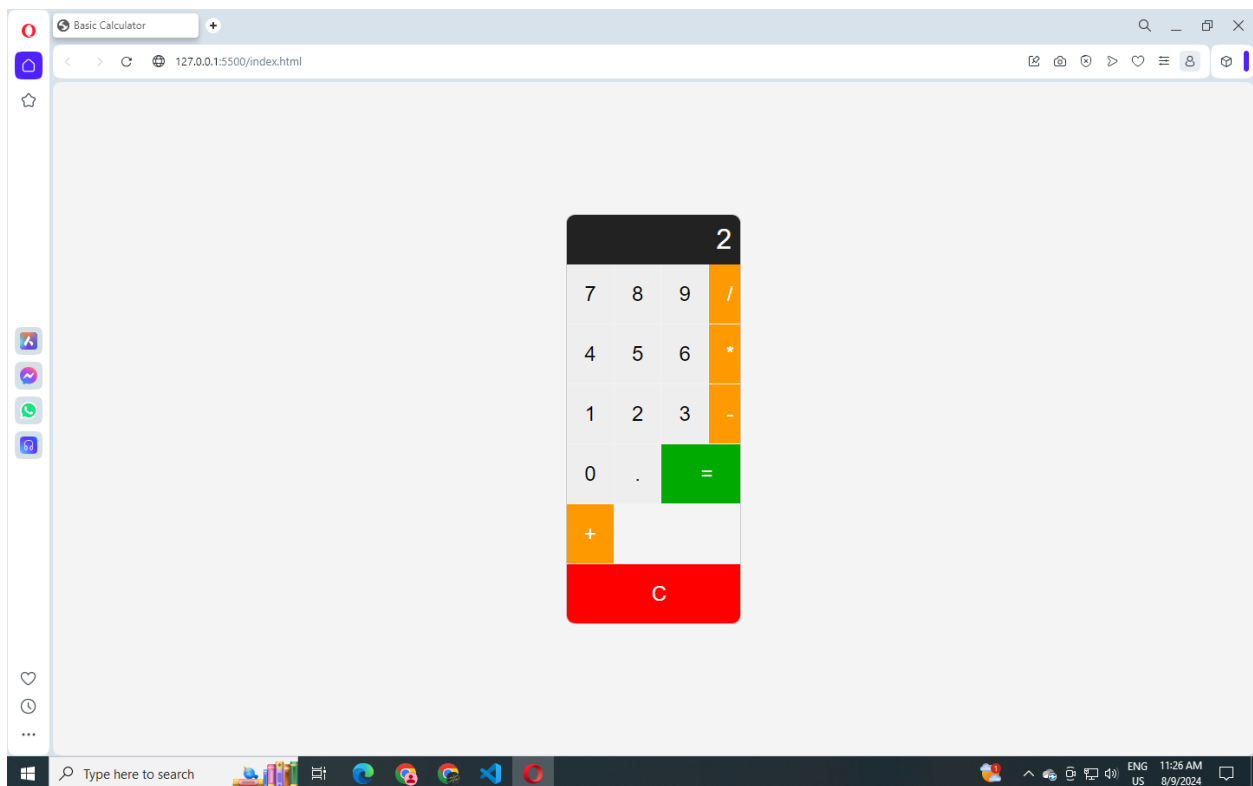 Basic Calculator
127.0.0.1:5500/index.html
2
7 8 9 /
4 5 6 *
1 2 3 -
0 . =
+
C
Type here to search
ENG 11:26 AM
US 8/9/2024